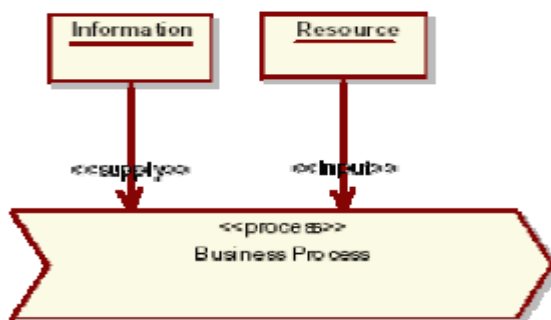 Information
Resource
<<supply>>
<<input>>
<<process>>
Business Process